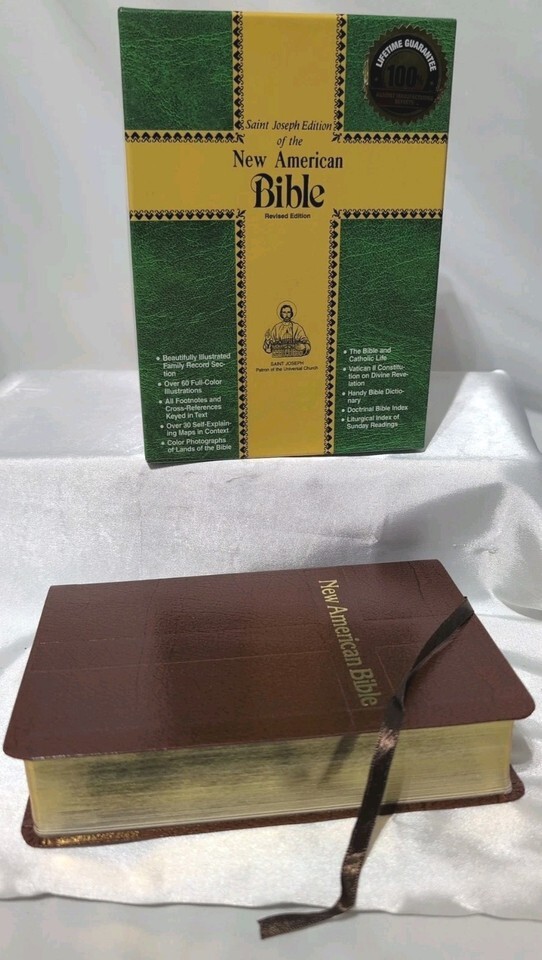 LIFETIME GUARANTEE
100%
Saint Joseph Edition
of the
New American
Bible
Revised Edition
SAINT JOSEPH
Patron of the Universal Church
• Beautifully Illustrated
Family Record Sec-
tion
• Over 60 Full-Color
Illustrations
• All Footnotes and
Cross-References
Keyed in Text
• Over 30 Self-Explain-
ing Maps in Context
• Color Photographs
of Lands of the Bible
• The Bible and
Catholic Life
• Vatican II Constitu-
tion on Divine Reve-
lation
• Handy Bible Dictio-
nary
• Doctrinal Bible Index
• Liturgical Index of
Sunday Readings
New American Bible